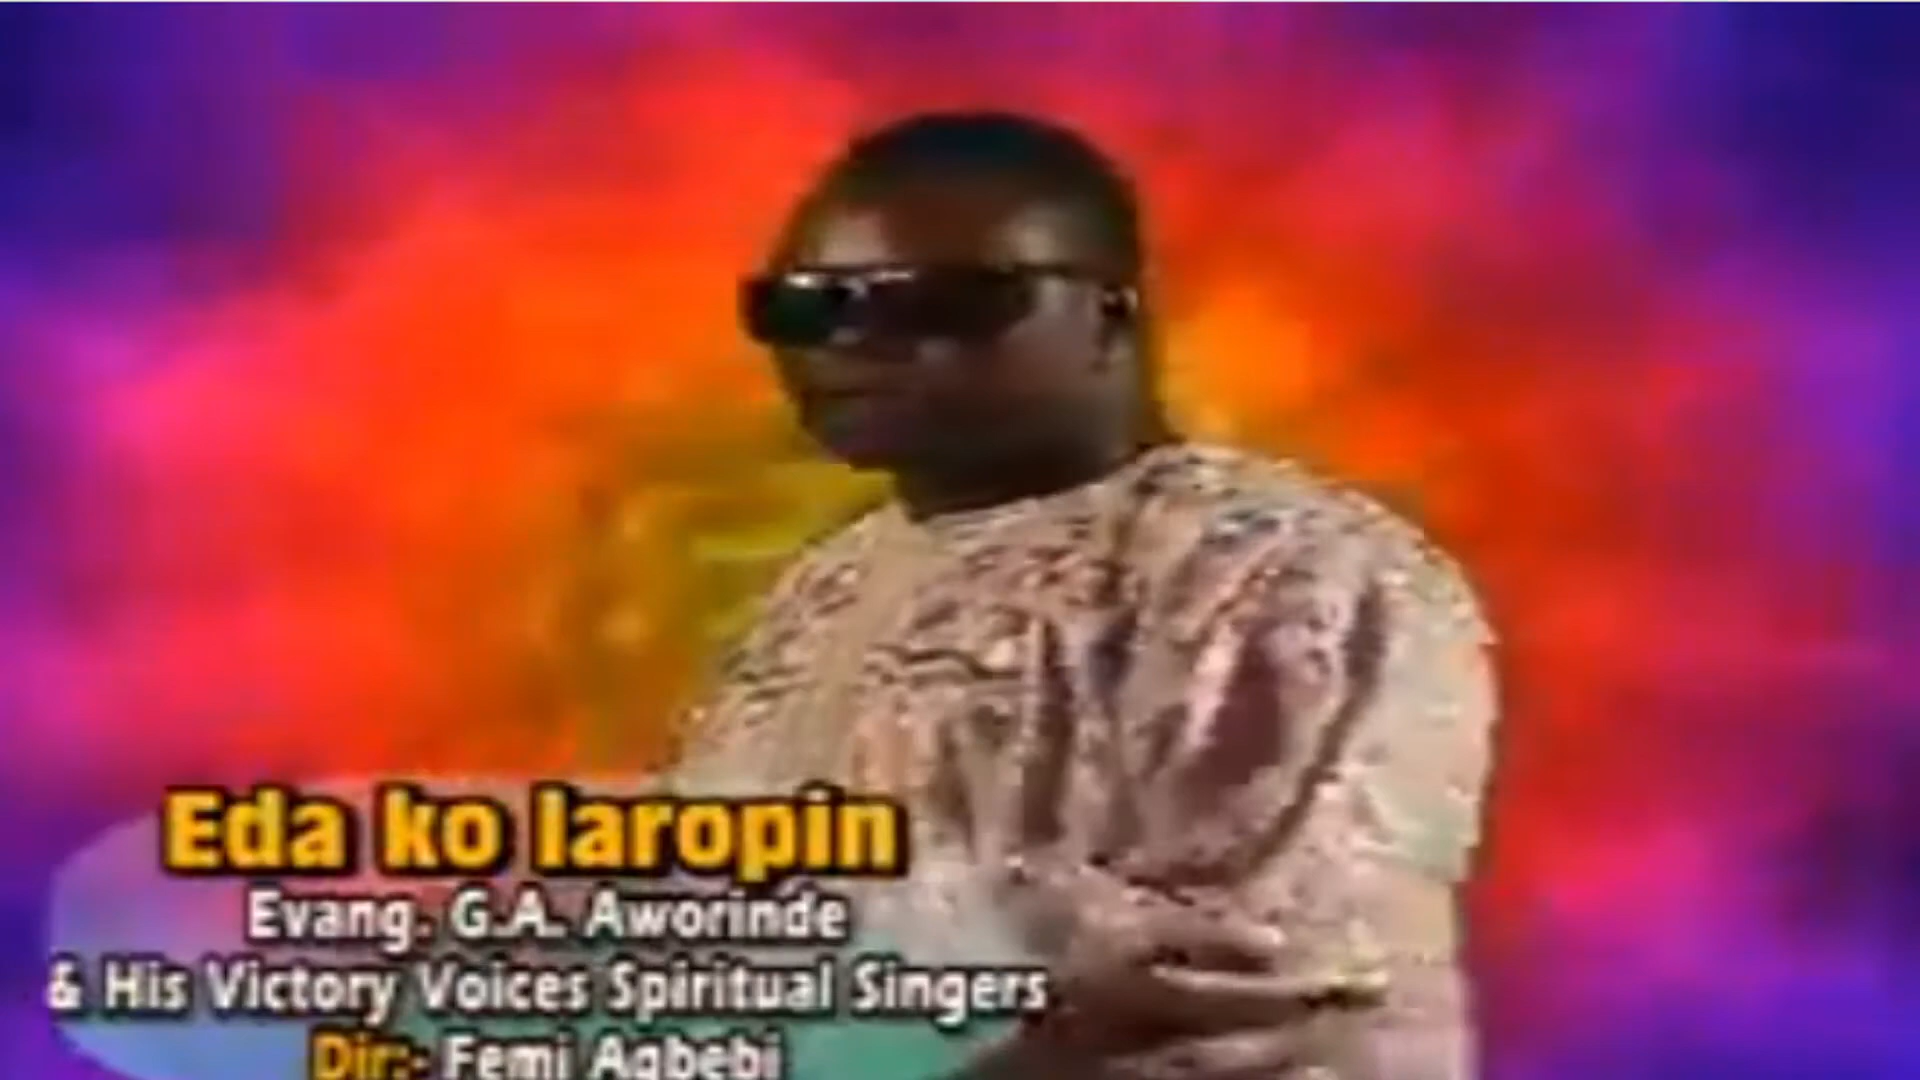 Eda ko laropin
Evang. G.A. Aworinde
& His Victory Voices Spiritual Singers
Dir:- Femi Agbebi